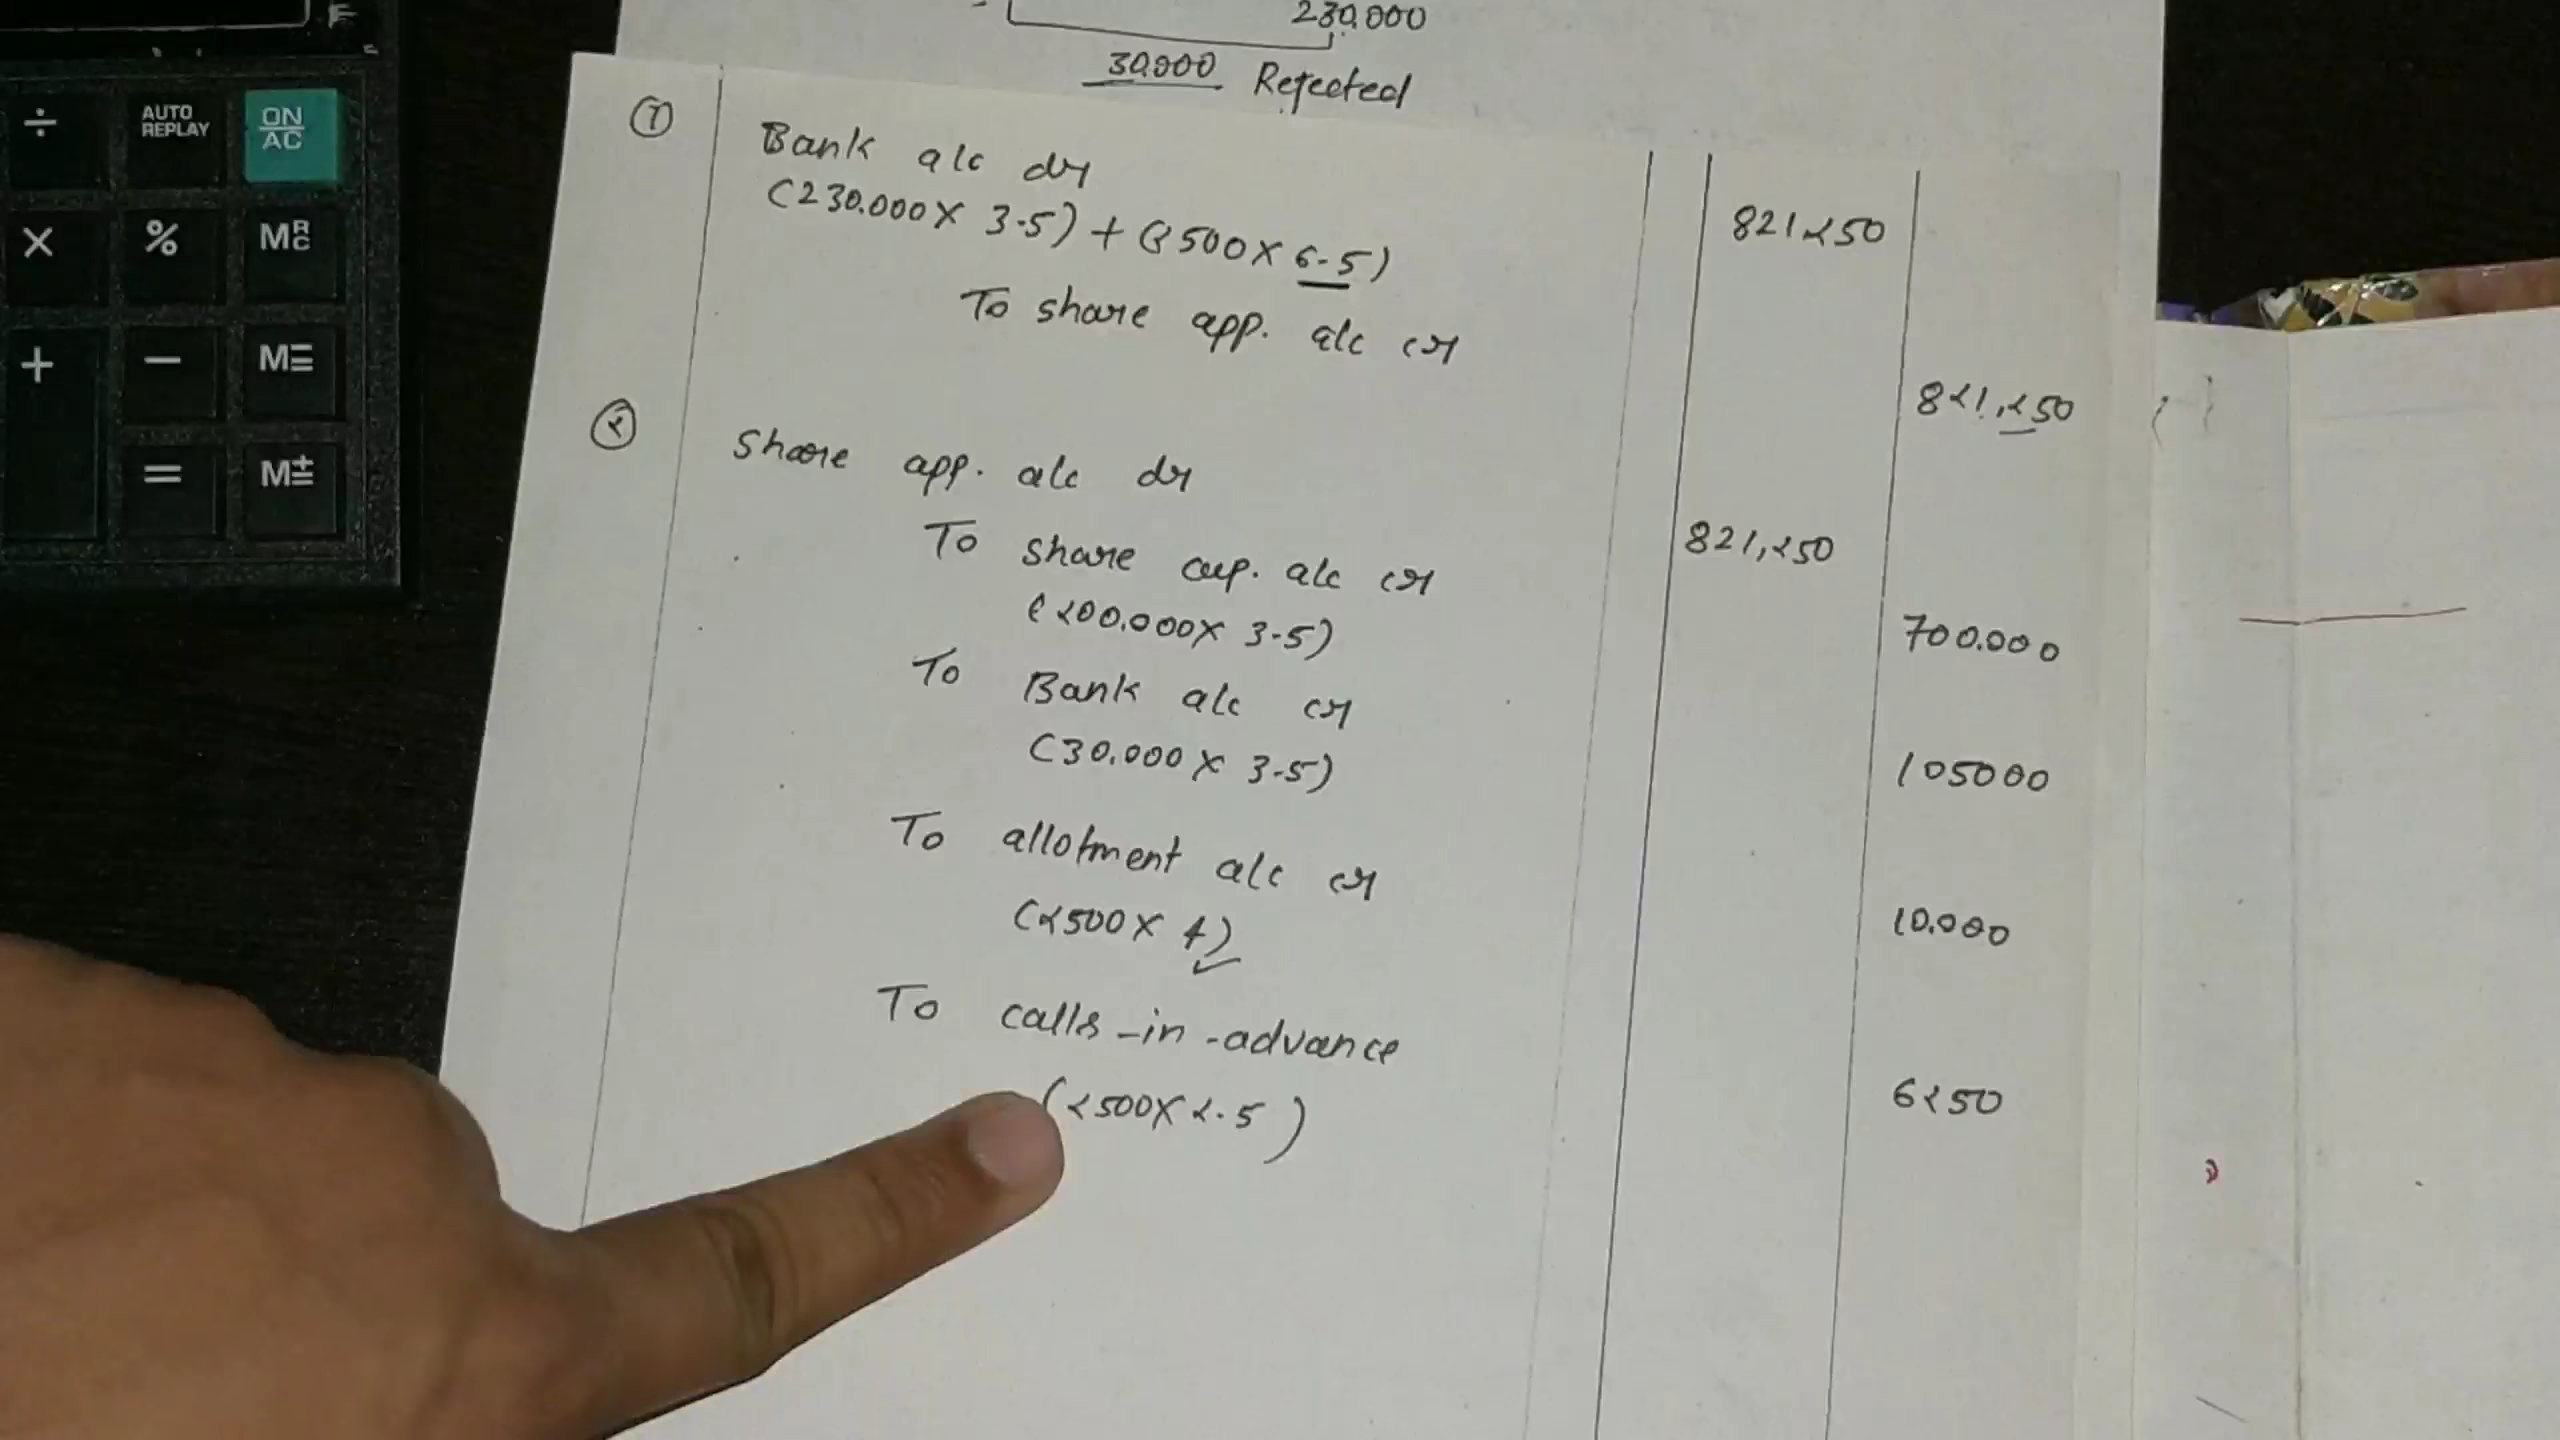 F
÷ AUTO REPLAY ON AC
× % MRC
+ − M=
= M±
230.000
30.000 Rejected
① Bank a/c dr
(230.000 X 3.5) + (2500 X 6.5) 821250
To share app. a/c cr 821,250
② Share app. a/c dr 821,250
To share cap. a/c cr
(200.000 X 3.5) 700.000
To Bank a/c cr
(30.000 X 3.5) 105000
To allotment a/c cr
(2500 X 4) 10.000
To calls-in-advance
(2500 X 2.5) 6250